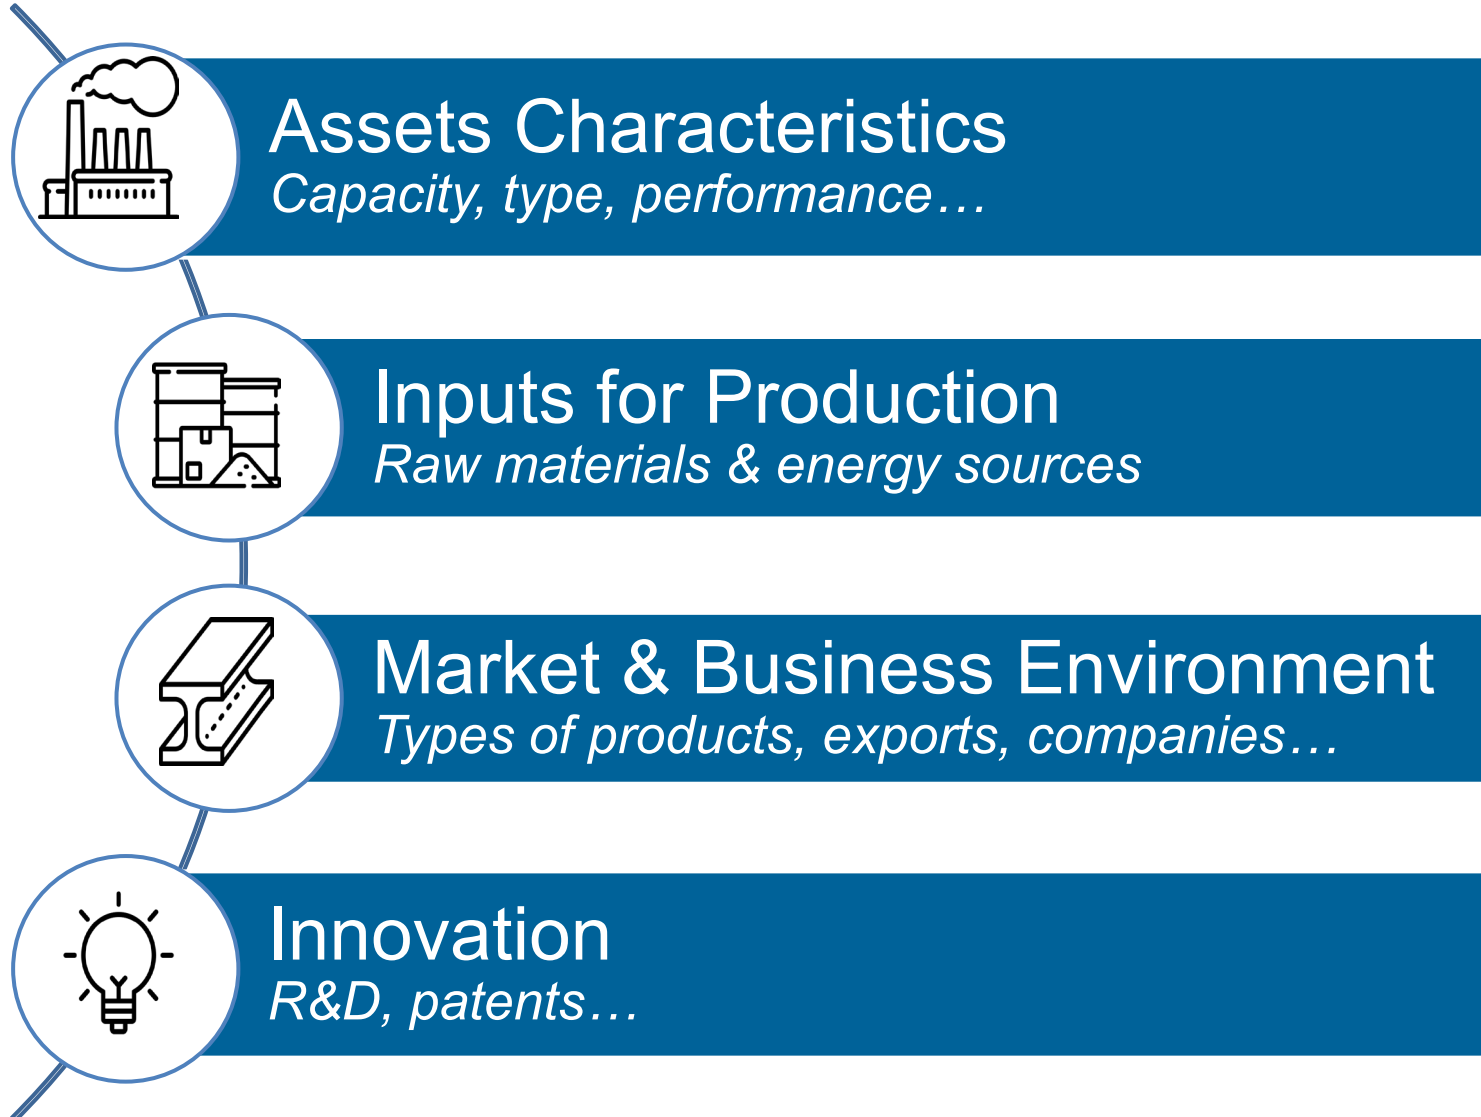 Assets Characteristics
Capacity, type, performance…
Inputs for Production
Raw materials & energy sources
Market & Business Environment
Types of products, exports, companies…
Innovation
R&D, patents…